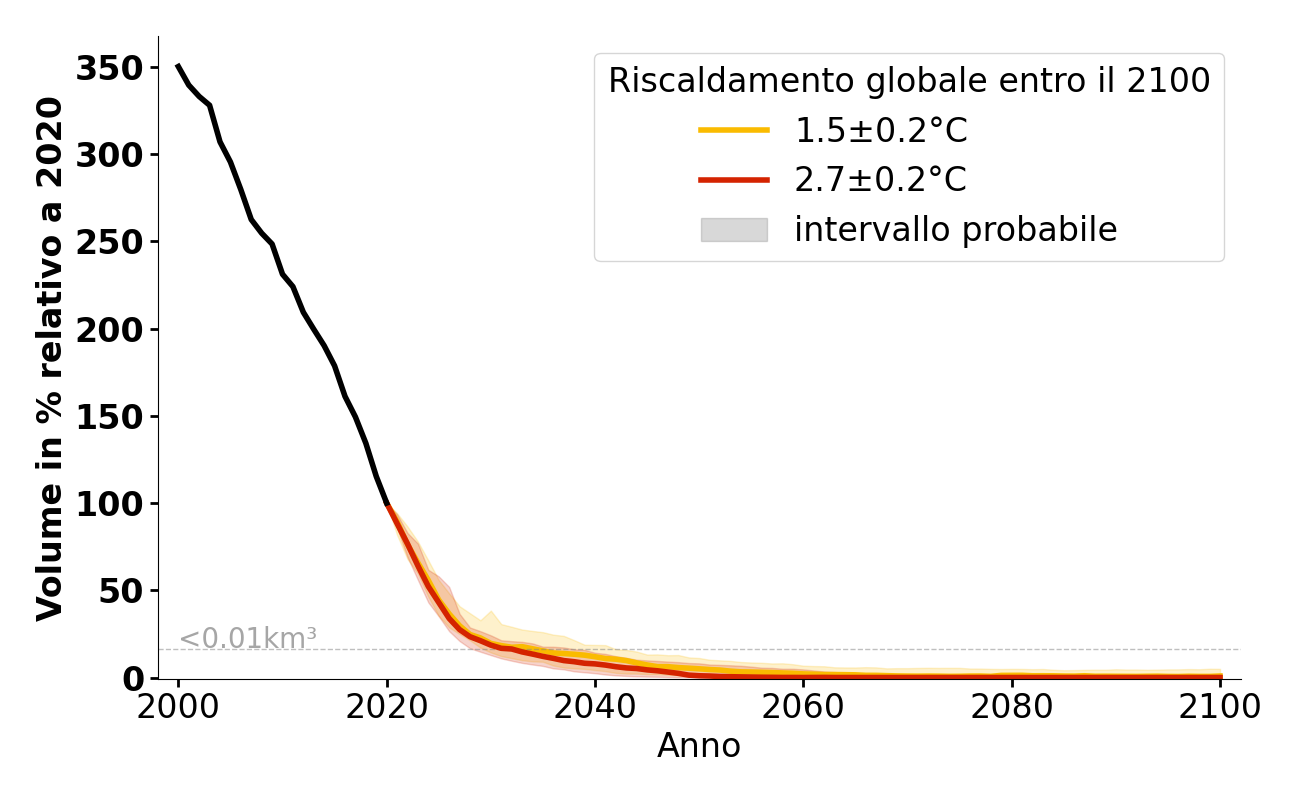 Volume in % relativo a 2020
350
300
250
200
150
100
50
0
Riscaldamento globale entro il 2100
1.5±0.2°C
2.7±0.2°C
intervallo probabile
<0.01km³
2000 2020 2040 2060 2080 2100
Anno